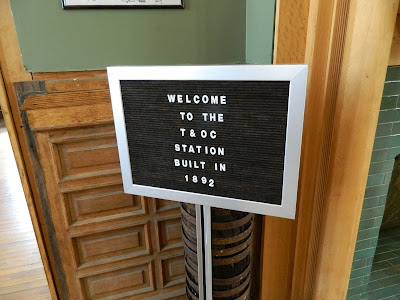 WELCOME
TO THE
T & OC
STATION
BUILT IN
1892